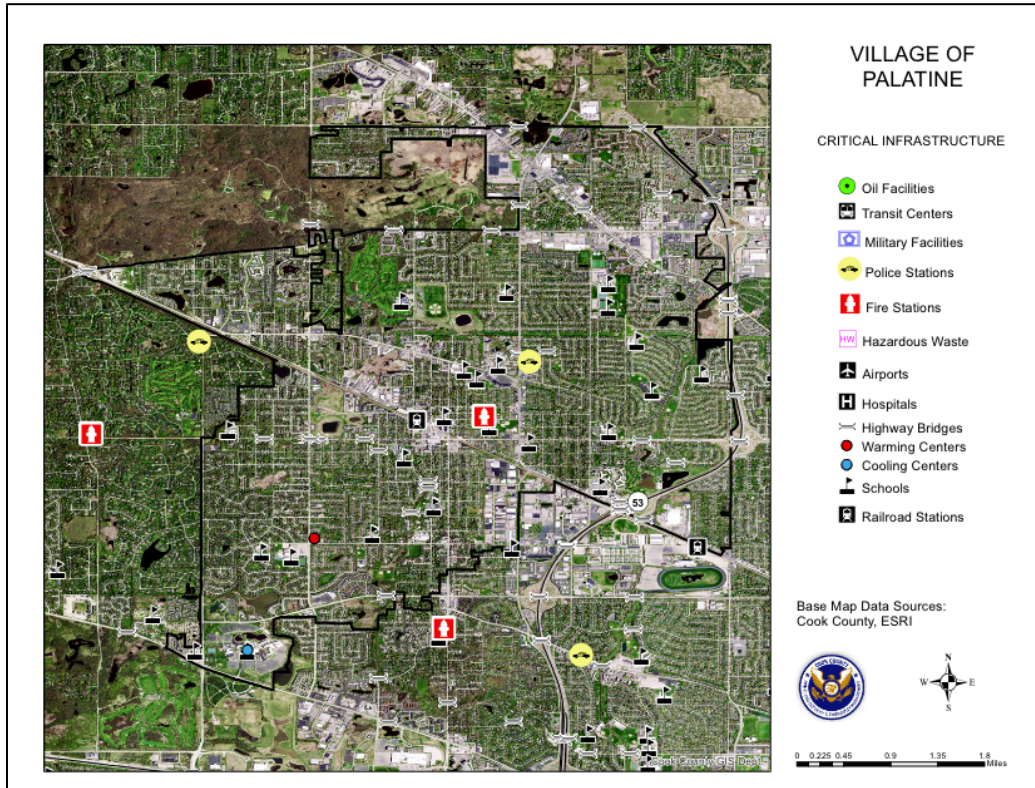 VILLAGE OF
PALATINE
CRITICAL INFRASTRUCTURE
Oil Facilities
Transit Centers
Military Facilities
Police Stations
Fire Stations
HW Hazardous Waste
Airports
H Hospitals
Highway Bridges
Warming Centers
Cooling Centers
Schools
Railroad Stations
53
Base Map Data Sources:
Cook County, ESRI
COOK COUNTY
N
W E
S
0 0.225 0.45 0.9 1.35 1.8
Miles
Cook County GIS Dept.